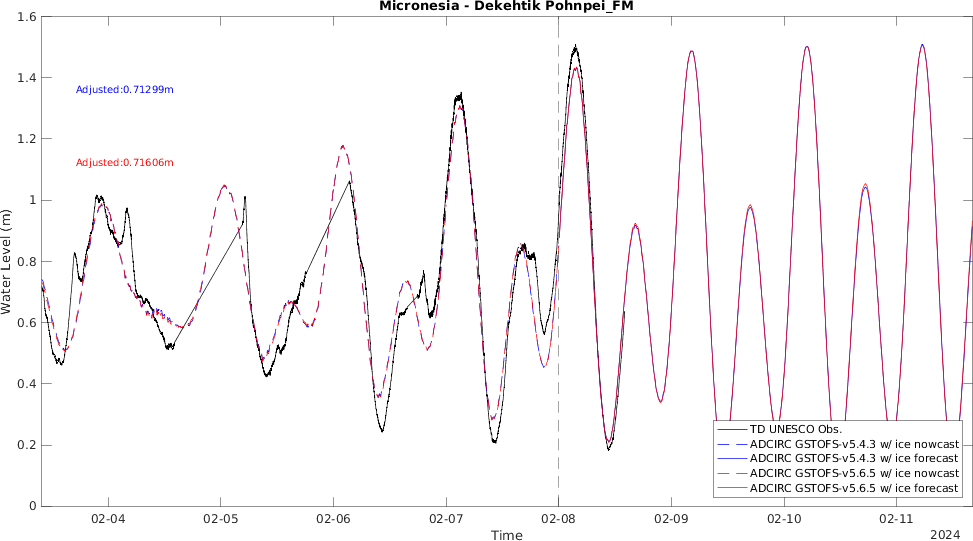 Micronesia - Dekehtik Pohnpei_FM
1.6
1.4
1.2
1
0.8
0.6
0.4
0.2
0
Water Level (m)
Adjusted:0.71299m
Adjusted:0.71606m
TD UNESCO Obs.
ADCIRC GSTOFS-v5.4.3 w/ ice nowcast
ADCIRC GSTOFS-v5.4.3 w/ ice forecast
ADCIRC GSTOFS-v5.6.5 w/ ice nowcast
ADCIRC GSTOFS-v5.6.5 w/ ice forecast
02-04 02-05 02-06 02-07 02-08 02-09 02-10 02-11
Time
2024